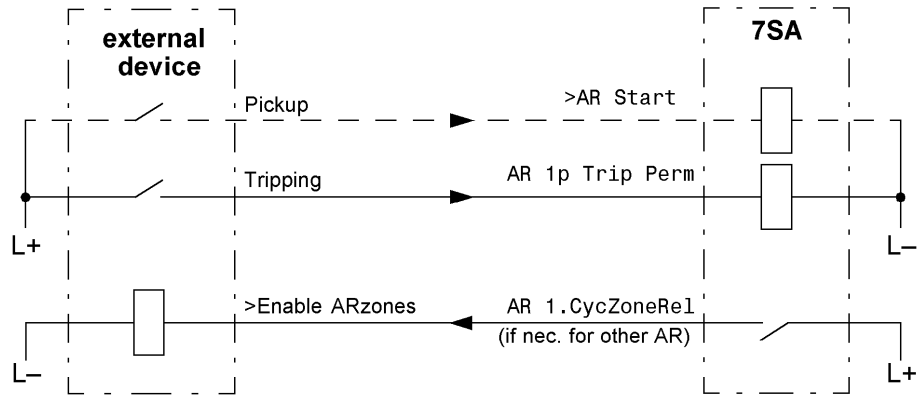 external
device
7SA
Pickup
>AR Start
Tripping
AR 1p Trip Perm
L+
L–
>Enable ARzones
AR 1.CycZoneRel
(if nec. for other AR)
L–
L+